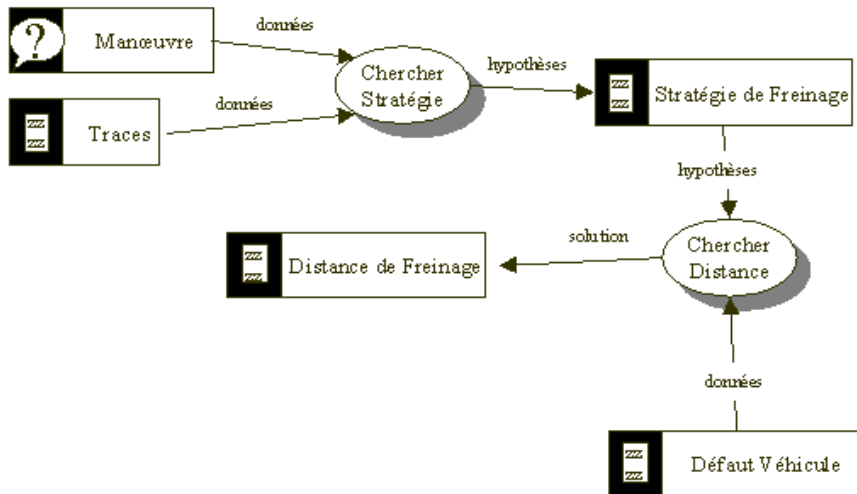 ?
Manœuvre
données
Chercher
Stratégie
hypothèses
Stratégie de Freinage
Traces
données
hypothèses
Chercher
Distance
solution
Distance de Freinage
données
Défaut Véhicule